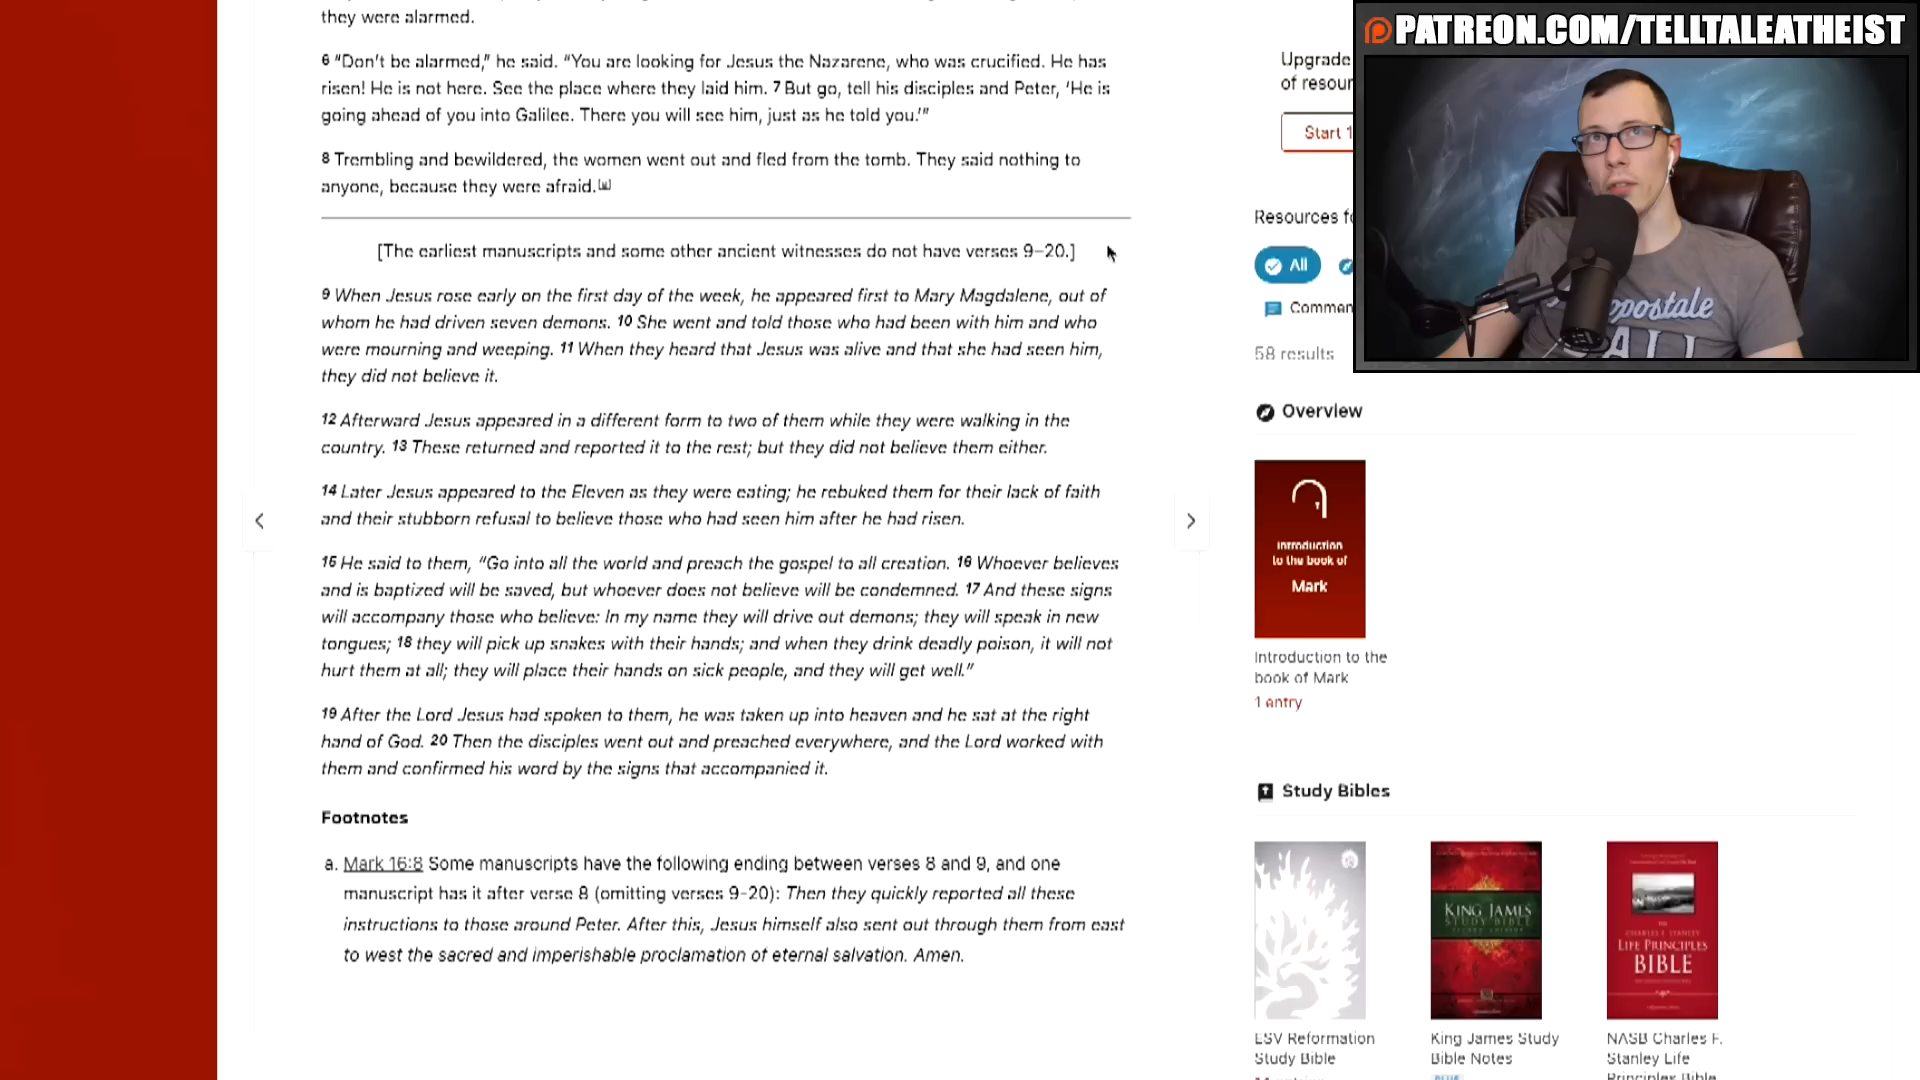 they were alarmed.
6 “Don’t be alarmed,” he said. “You are looking for Jesus the Nazarene, who was crucified. He has
risen! He is not here. See the place where they laid him. 7 But go, tell his disciples and Peter, ‘He is
going ahead of you into Galilee. There you will see him, just as he told you.’”
8 Trembling and bewildered, the women went out and fled from the tomb. They said nothing to
anyone, because they were afraid.[a]
[The earliest manuscripts and some other ancient witnesses do not have verses 9–20.]
9 When Jesus rose early on the first day of the week, he appeared first to Mary Magdalene, out of
whom he had driven seven demons. 10 She went and told those who had been with him and who
were mourning and weeping. 11 When they heard that Jesus was alive and that she had seen him,
they did not believe it.
12 Afterward Jesus appeared in a different form to two of them while they were walking in the
country. 13 These returned and reported it to the rest; but they did not believe them either.
14 Later Jesus appeared to the Eleven as they were eating; he rebuked them for their lack of faith
and their stubborn refusal to believe those who had seen him after he had risen.
15 He said to them, “Go into all the world and preach the gospel to all creation. 16 Whoever believes
and is baptized will be saved, but whoever does not believe will be condemned. 17 And these signs
will accompany those who believe: In my name they will drive out demons; they will speak in new
tongues; 18 they will pick up snakes with their hands; and when they drink deadly poison, it will not
hurt them at all; they will place their hands on sick people, and they will get well.”
19 After the Lord Jesus had spoken to them, he was taken up into heaven and he sat at the right
hand of God. 20 Then the disciples went out and preached everywhere, and the Lord worked with
them and confirmed his word by the signs that accompanied it.
Footnotes
a. Mark 16:8 Some manuscripts have the following ending between verses 8 and 9, and one
manuscript has it after verse 8 (omitting verses 9-20): Then they quickly reported all these
instructions to those around Peter. After this, Jesus himself also sent out through them from east
to west the sacred and imperishable proclamation of eternal salvation. Amen.
PATREON.COM/TELLTALEATHEIST
Upgrade
of resour
Start 1
Resources fo
All
Commen
58 results
Overview
Introduction
to the book of
Mark
Introduction to the
book of Mark
1 entry
Study Bibles
KING JAMES
STUDY BIBLE
CHARLES F. STANLEY
LIFE PRINCIPLES
BIBLE
ESV Reformation
Study Bible
King James Study
Bible Notes
NASB Charles F.
Stanley Life
Principles Bible